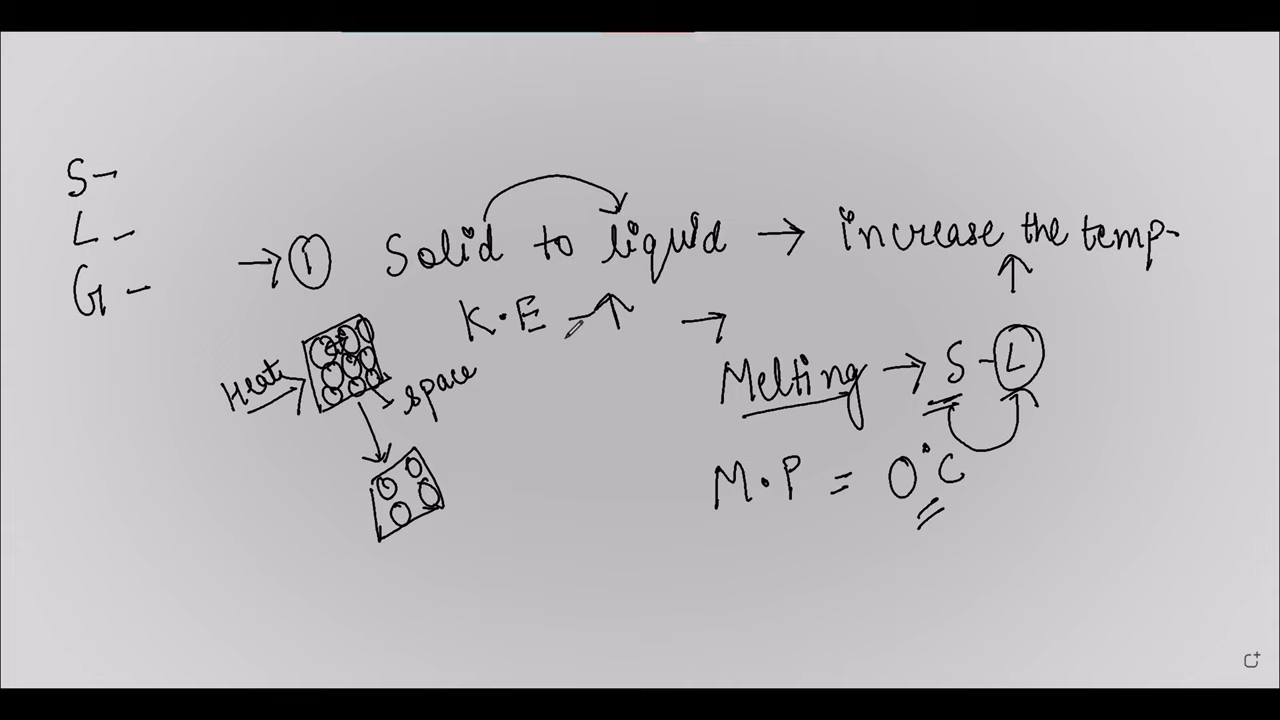 S-
L-
G-
→ ① Solid to liquid → increase the temp-
K.E - ↑ →
Heat
space
Melting → S-L
M.P = 0°C